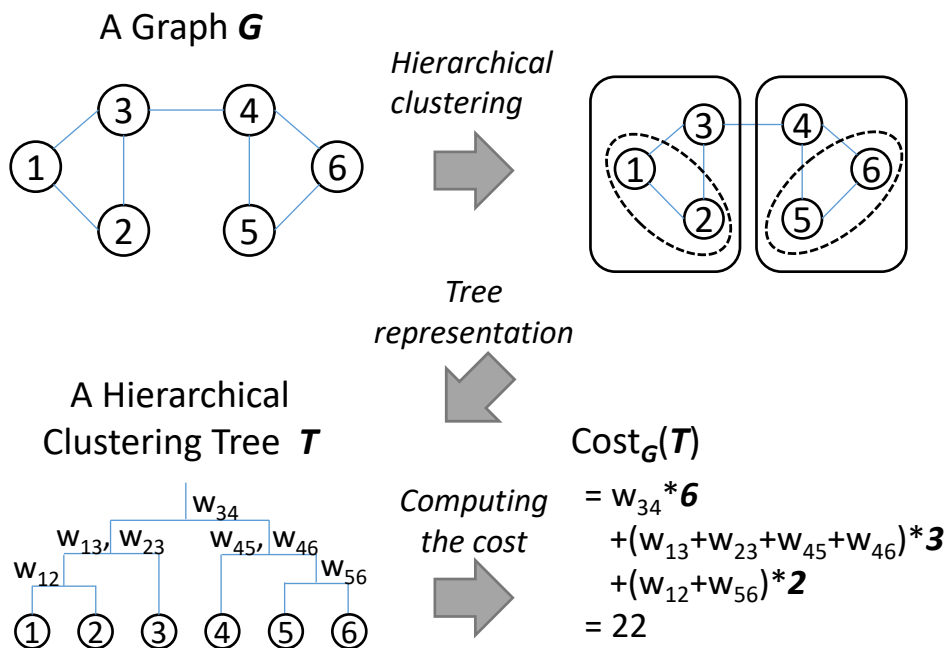 A Graph G
3 4
1 6
2 5
Hierarchical
clustering
3 4
1 6
2 5
Tree
representation
A Hierarchical
Clustering Tree T
w₃₄
w₁₃, w₂₃ w₄₅, w₄₆
w₁₂ w₅₆
1 2 3 4 5 6
Computing
the cost
Cost_G(T)
= w₃₄*6
+(w₁₃+w₂₃+w₄₅+w₄₆)*3
+(w₁₂+w₅₆)*2
= 22